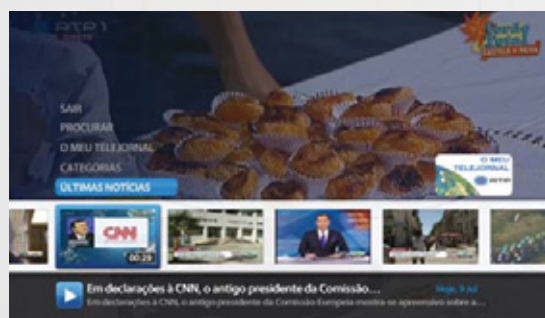 RTP 1
DIRETO
SAIR
PROCURAR
O MEU TELEJORNAL
CATEGORIAS
ÚLTIMAS NOTÍCIAS
O MEU
TELEJORNAL
RTP
CNN
00:29
Em declarações à CNN, o antigo presidente da Comissão...
Hoje, 9 Jul
Em declarações à CNN, o antigo presidente da Comissão Europeia mostra-se apreensivo sobre a...